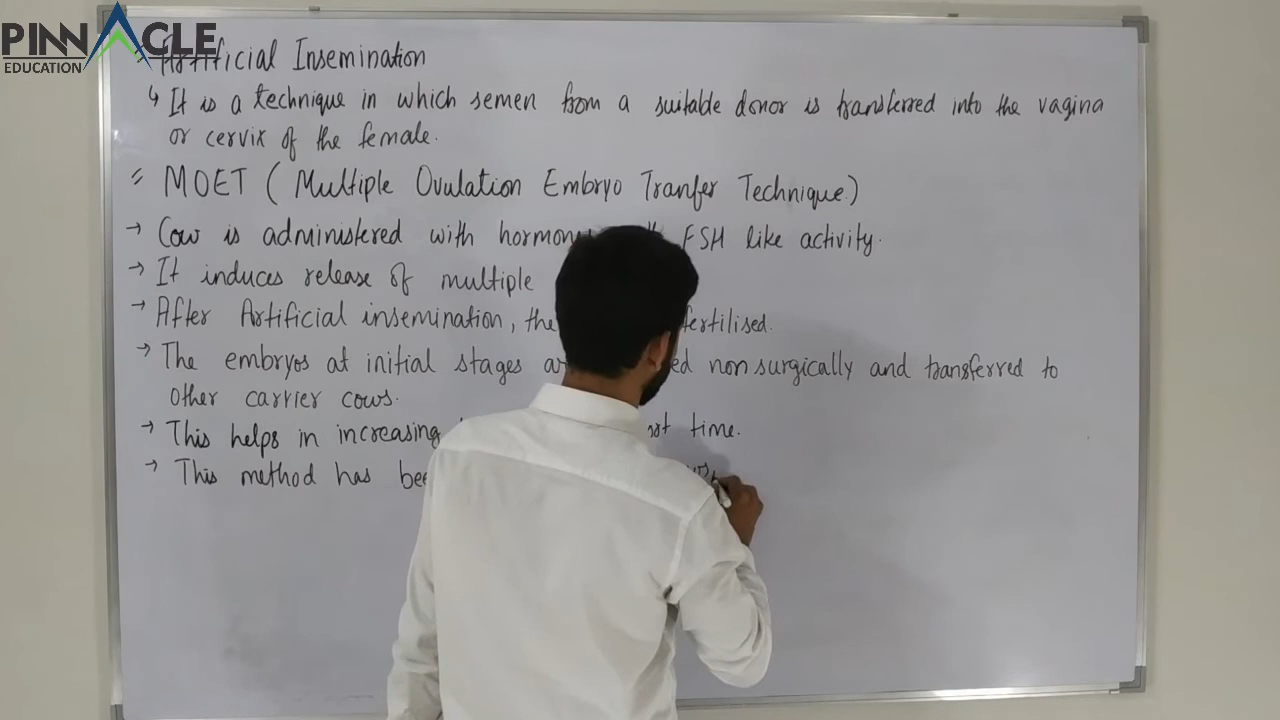 PINNACLE
EDUCATION
Artificial Insemination
↳ It is a technique in which semen from a suitable donor is transferred into the vagina
or cervix of the female.
MOET ( Multiple Ovulation Embryo Tranfer Technique)
→ Cow is administered with FSH like activity.
→ It induces release of multiple
→ After Artificial insemination, the fertilised.
→ The embryos at initial stages non surgically and transferred to
other carrier cows.
→ This helps in increasing time.
→ This method has